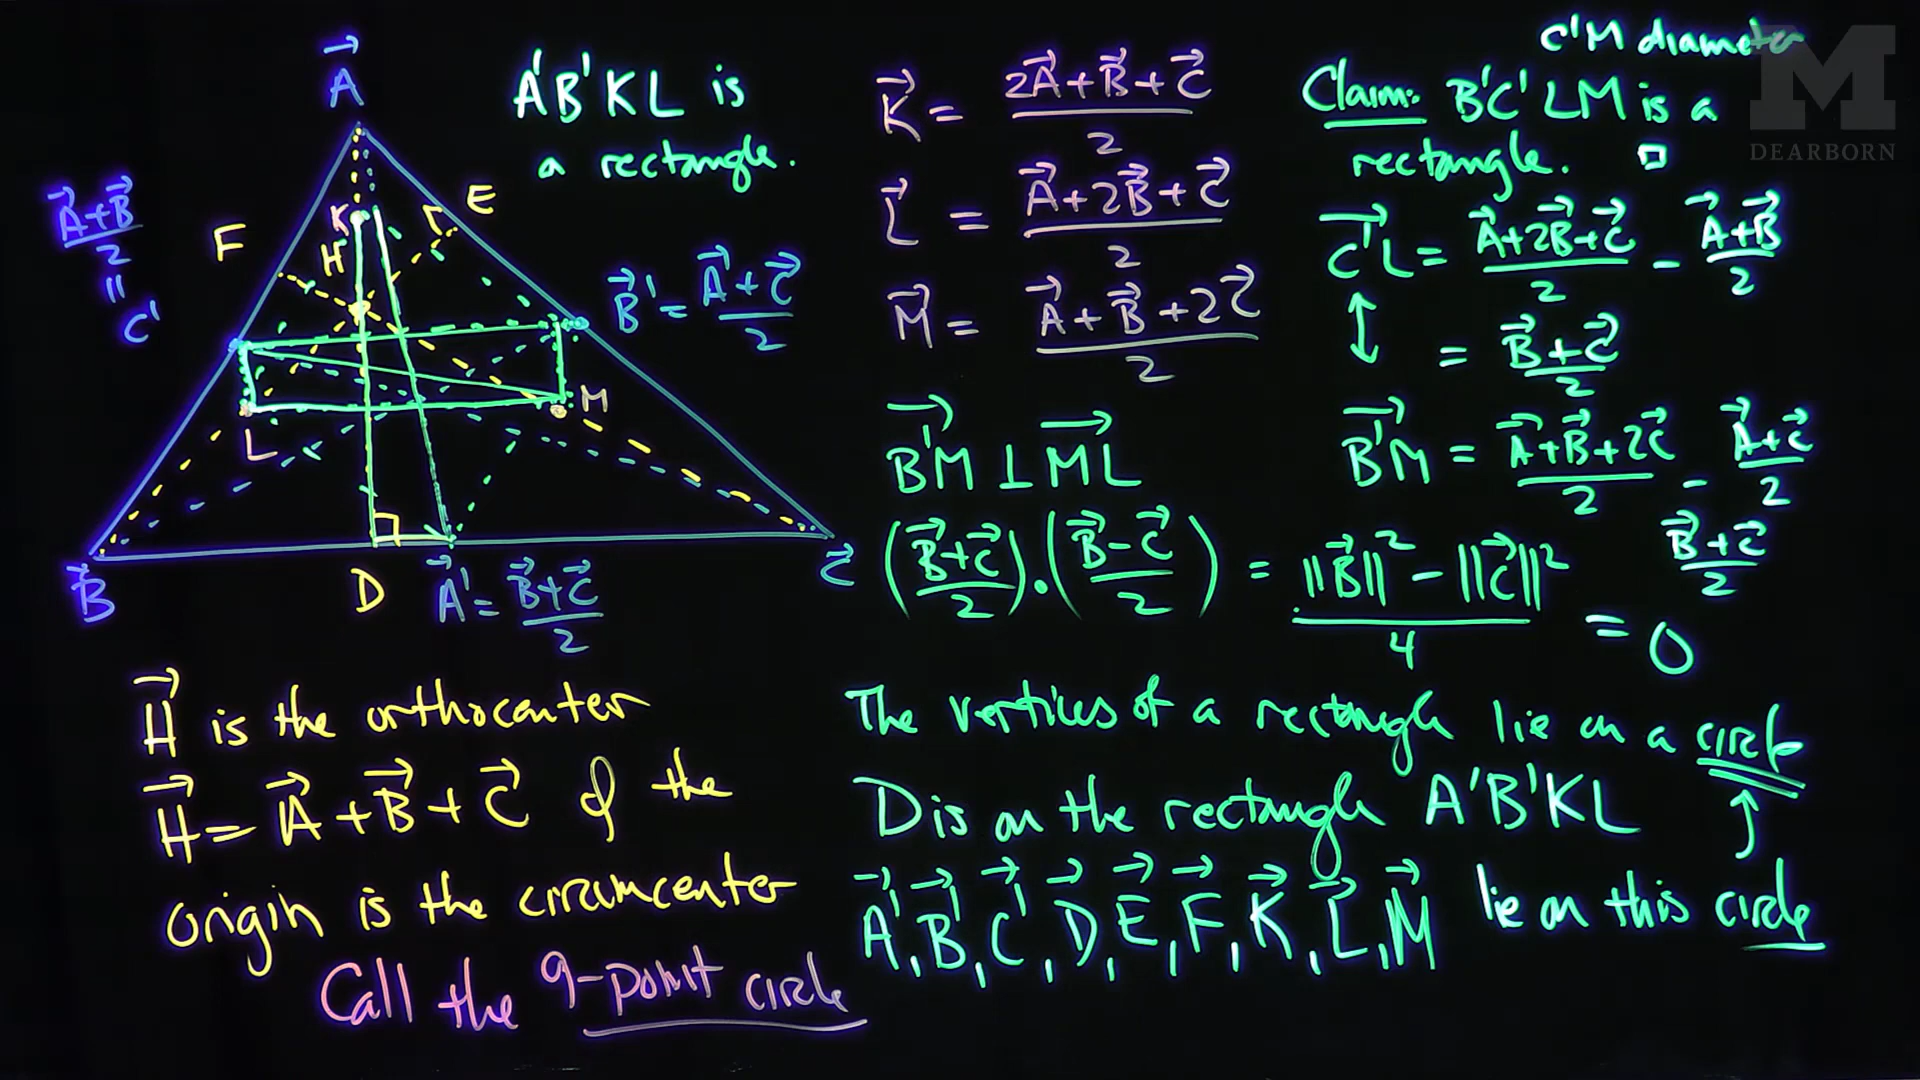 A⃗
A'B'KL is
a rectangle.
(A⃗+B⃗)/2
=
C'
F
K
H
E
B⃗' = (A⃗+C⃗)/2
L
M
B⃗
D
A⃗' = (B⃗+C⃗)/2
C⃗
K⃗ = (2A⃗+B⃗+C⃗)/2
L⃗ = (A⃗+2B⃗+C⃗)/2
M⃗ = (A⃗+B⃗+2C⃗)/2
C'M diameter
Claim: B'C'LM is a
rectangle.
C'L⃗ = (A⃗+2B⃗+C⃗)/2 − (A⃗+B⃗)/2
↕ = (B⃗+C⃗)/2
B'M⃗ = (A⃗+B⃗+2C⃗)/2 − (A⃗+C⃗)/2
(B⃗+C⃗)/2
B'M⃗ ⊥ ML⃗
((B⃗+C⃗)/2)·((B⃗−C⃗)/2) = (||B⃗||²−||C⃗||²)/4 = 0
H⃗ is the orthocenter
H⃗ = A⃗+B⃗+C⃗ & the
origin is the circumcenter
The vertices of a rectangle lie on a circle
D is on the rectangle A'B'KL
A⃗', B⃗', C⃗', D⃗, E⃗, F⃗, K⃗, L⃗, M⃗ lie on this circle
Call the 9-point circle
M
DEARBORN